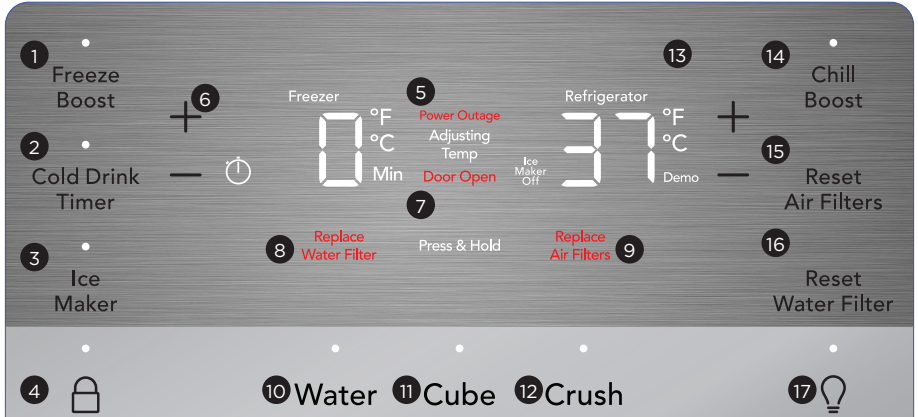 1
Freeze
Boost
2
Cold Drink
Timer
3
Ice
Maker
4
6
+
−
Freezer
0
°F
°C
Min
5
Power Outage
Adjusting
Temp
Door Open
7
Ice
Maker
Off
Refrigerator
37
°F
°C
Demo
13
+
−
8
Replace
Water Filter
Press & Hold
Replace
Air Filters
9
14
Chill
Boost
15
Reset
Air Filters
16
Reset
Water Filter
10 Water
11 Cube
12 Crush
17